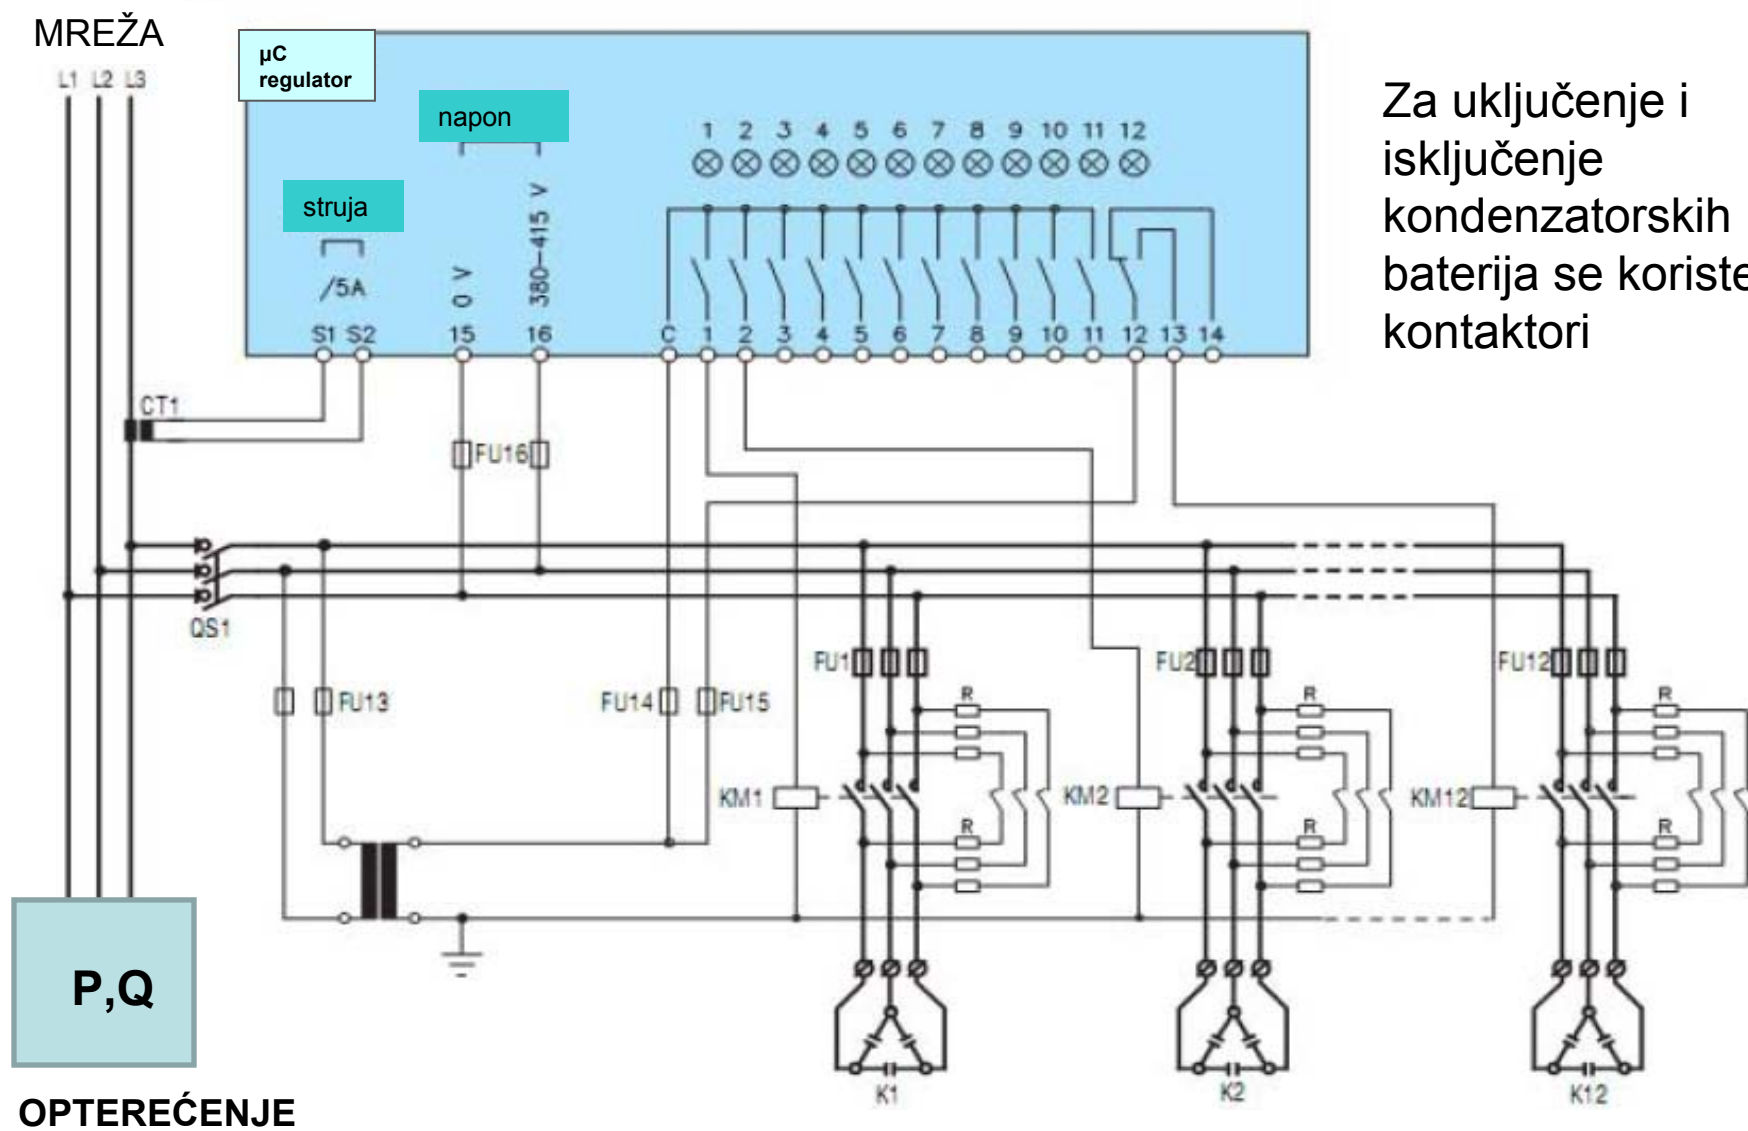 MREŽA
L1 L2 L3
µC
regulator
napon
struja
/5A
0 V
380-415 V
1 2 3 4 5 6 7 8 9 10 11 12
S1 S2 15 16 C 1 2 3 4 5 6 7 8 9 10 11 12 13 14
Za uključenje i
isključenje
kondenzatorskih
baterija se koriste
kontaktori
CT1
FU16
QS1
FU1 FU2 FU12
FU13 FU14 FU15
R R R
KM1 KM2 KM12
R R R
P,Q
K1 K2 K12
OPTEREĆENJE